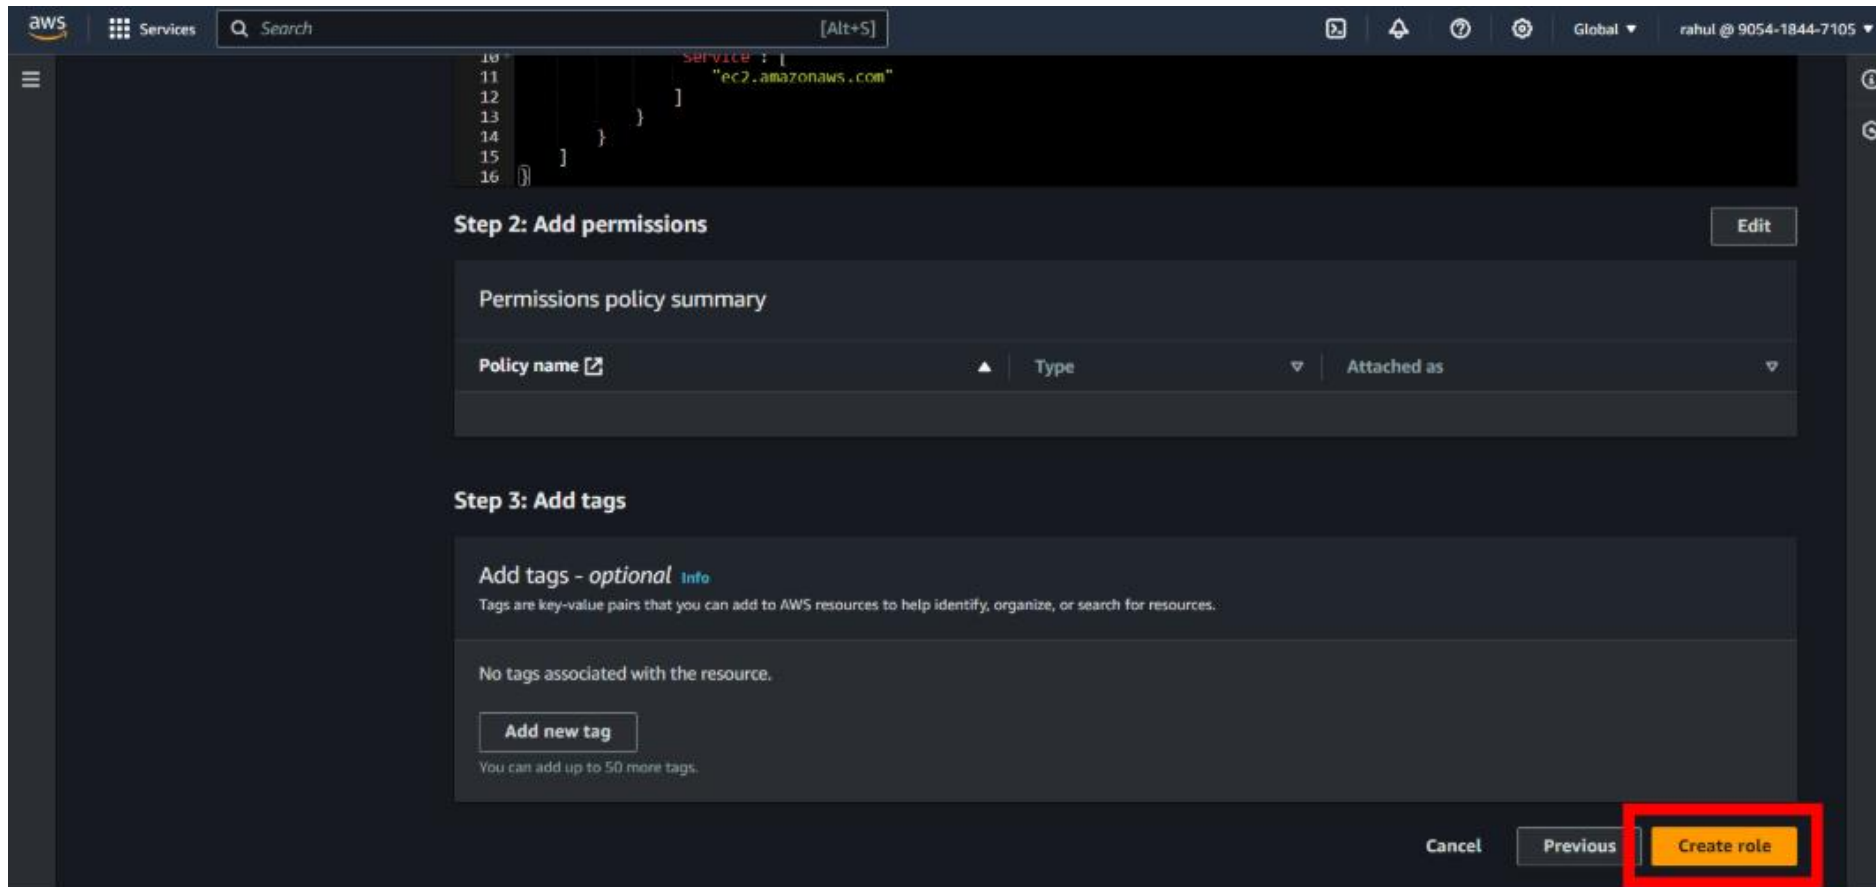 aws Services Search [Alt+S] Global rahul @ 9054-1844-7105
10 "Service": [
11 "ec2.amazonaws.com"
12 ]
13 }
14 }
15 ]
16 }
Step 2: Add permissions Edit
Permissions policy summary
Policy name Type Attached as
Step 3: Add tags
Add tags - optional Info
Tags are key-value pairs that you can add to AWS resources to help identify, organize, or search for resources.
No tags associated with the resource.
Add new tag
You can add up to 50 more tags.
Cancel Previous Create role